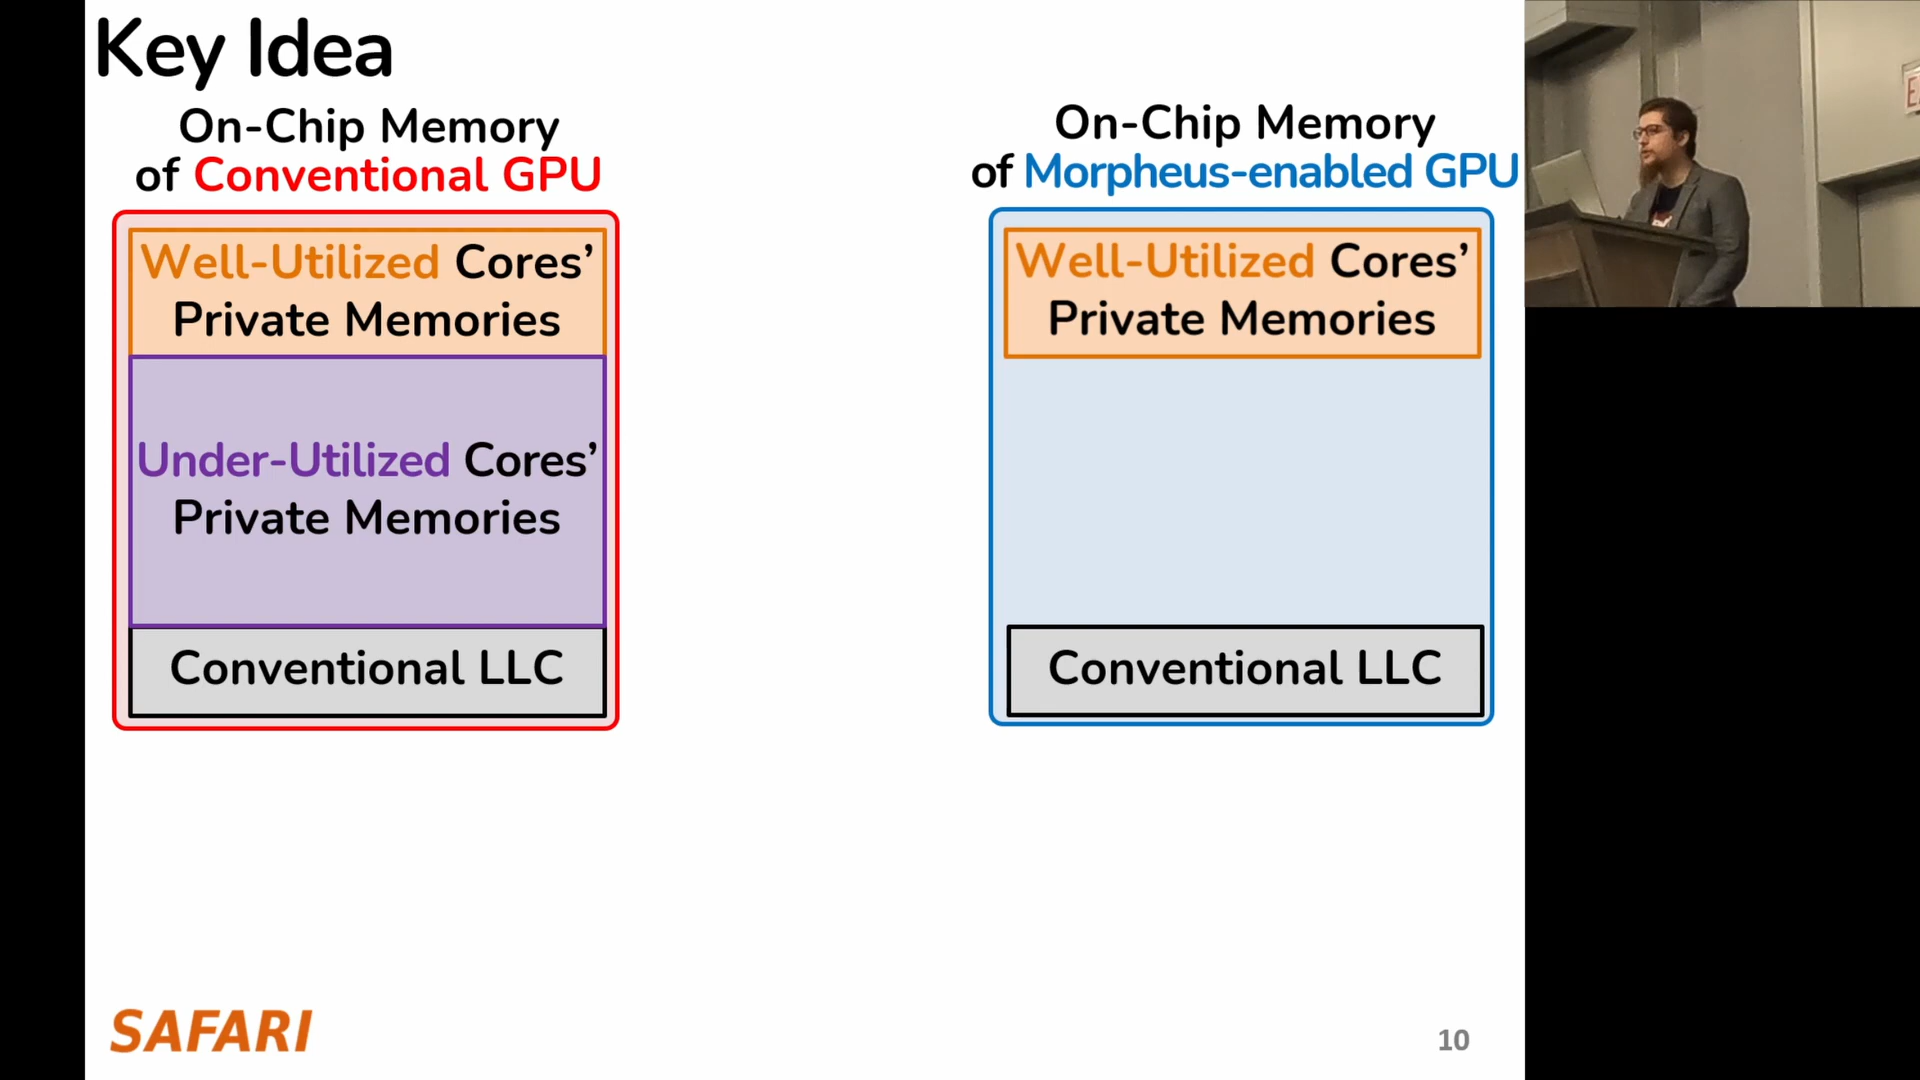 Key Idea
On-Chip Memory
of Conventional GPU
Well-Utilized Cores’
Private Memories
Under-Utilized Cores’
Private Memories
Conventional LLC
On-Chip Memory
of Morpheus-enabled GPU
Well-Utilized Cores’
Private Memories
Conventional LLC
SAFARI
10